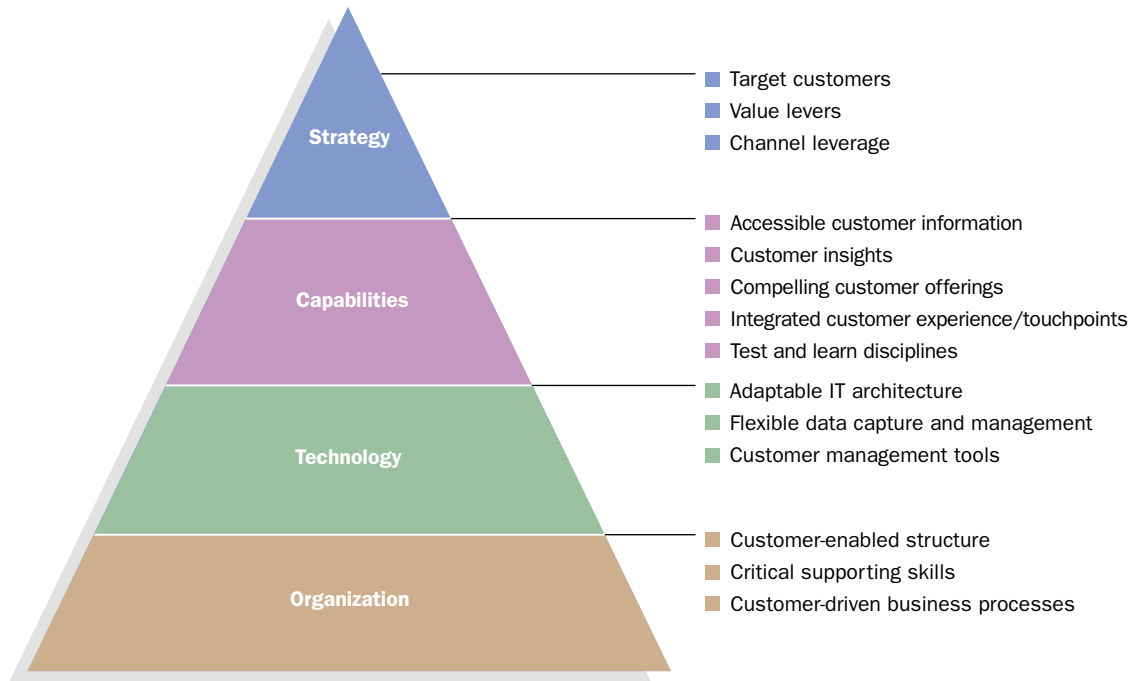 Strategy
Target customers
Value levers
Channel leverage
Capabilities
Accessible customer information
Customer insights
Compelling customer offerings
Integrated customer experience/touchpoints
Test and learn disciplines
Technology
Adaptable IT architecture
Flexible data capture and management
Customer management tools
Organization
Customer-enabled structure
Critical supporting skills
Customer-driven business processes